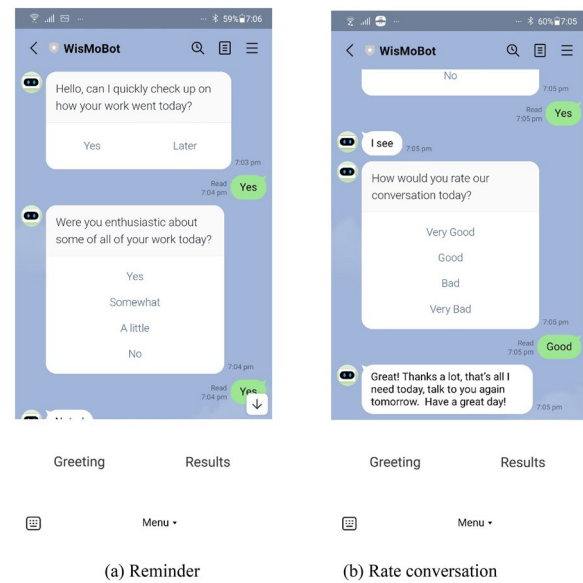 59% 7:06
WisMoBot
Hello, can I quickly check up on
how your work went today?
Yes Later
7:03 pm
Read
7:04 pm Yes
Were you enthusiastic about
some of all of your work today?
Yes
Somewhat
A little
No
7:04 pm
Read
7:04 pm Yes
Greeting Results
Menu
(a) Reminder
60% 7:05
WisMoBot
No
7:05 pm
Read
7:05 pm Yes
I see
7:05 pm
How would you rate our
conversation today?
Very Good
Good
Bad
Very Bad
7:05 pm
Read
7:05 pm Good
Great! Thanks a lot, that's all I
need today, talk to you again
tomorrow. Have a great day!
7:05 pm
Greeting Results
Menu
(b) Rate conversation